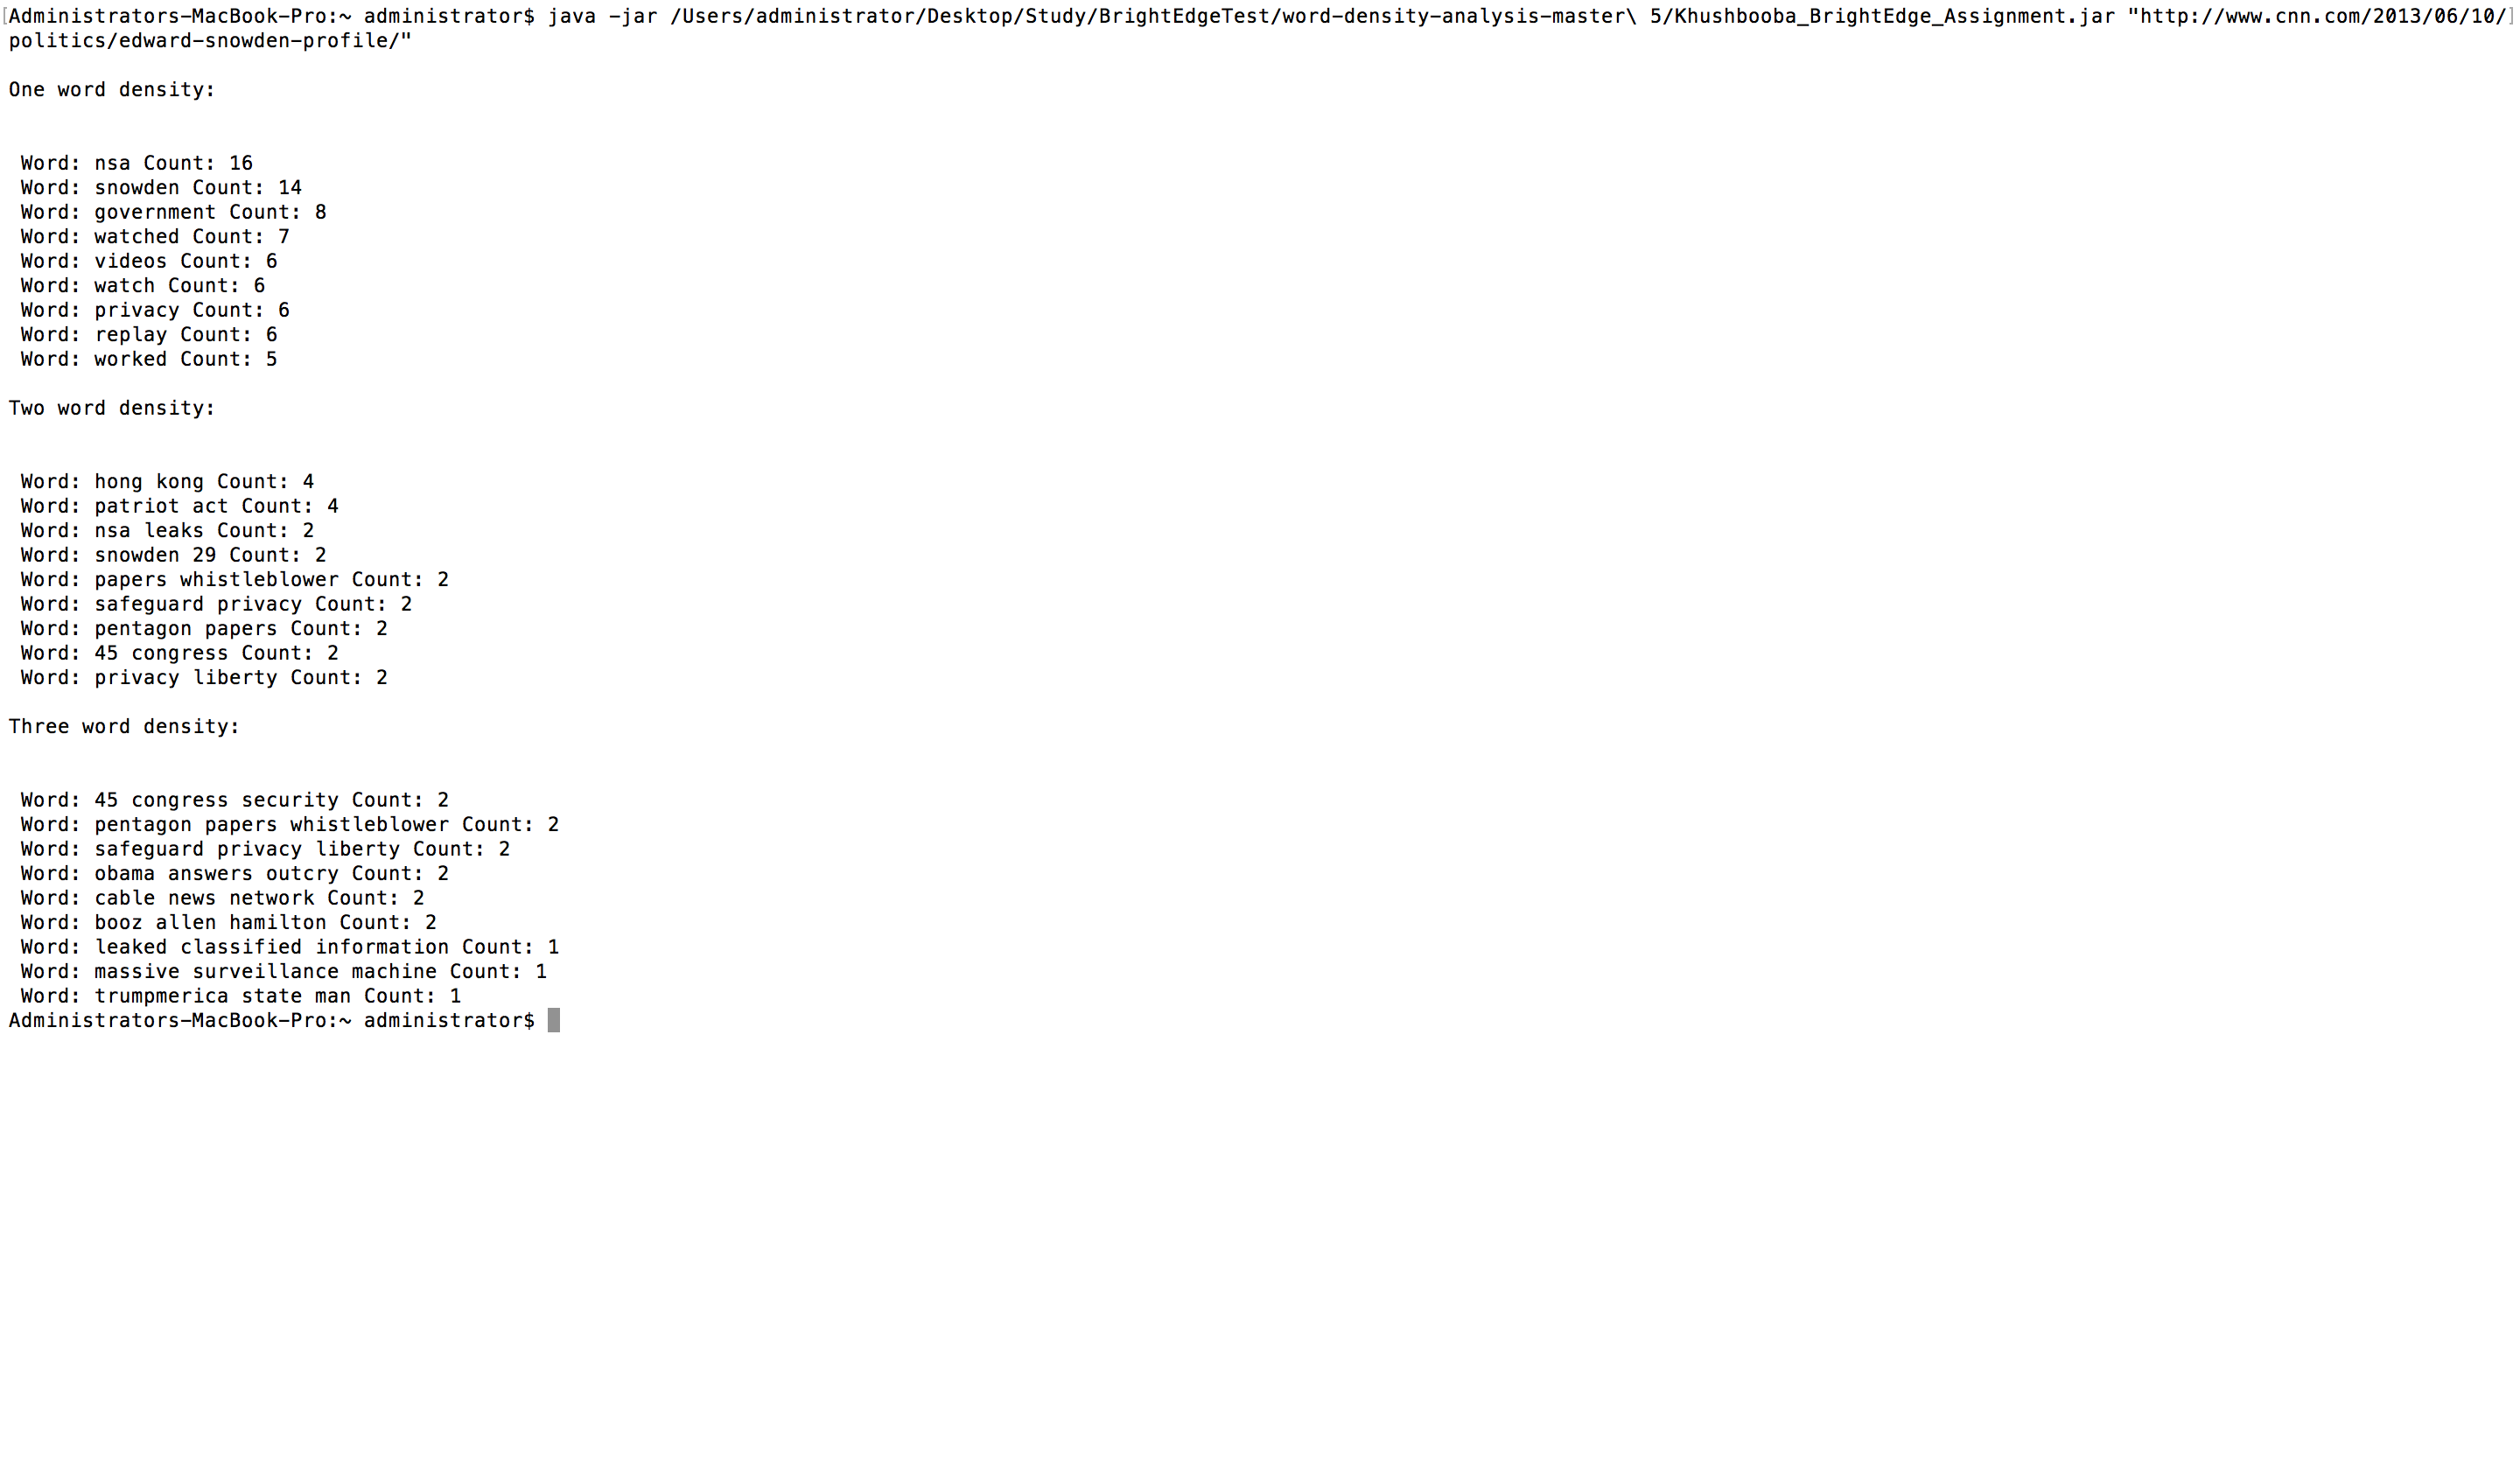 [Administrators-MacBook-Pro:~ administrator$ java -jar /Users/administrator/Desktop/Study/BrightEdgeTest/word-density-analysis-master\ 5/Khushbooba_BrightEdge_Assignment.jar "http://www.cnn.com/2013/06/10/]
politics/edward-snowden-profile/"
One word density:
Word: nsa Count: 16
Word: snowden Count: 14
Word: government Count: 8
Word: watched Count: 7
Word: videos Count: 6
Word: watch Count: 6
Word: privacy Count: 6
Word: replay Count: 6
Word: worked Count: 5
Two word density:
Word: hong kong Count: 4
Word: patriot act Count: 4
Word: nsa leaks Count: 2
Word: snowden 29 Count: 2
Word: papers whistleblower Count: 2
Word: safeguard privacy Count: 2
Word: pentagon papers Count: 2
Word: 45 congress Count: 2
Word: privacy liberty Count: 2
Three word density:
Word: 45 congress security Count: 2
Word: pentagon papers whistleblower Count: 2
Word: safeguard privacy liberty Count: 2
Word: obama answers outcry Count: 2
Word: cable news network Count: 2
Word: booz allen hamilton Count: 2
Word: leaked classified information Count: 1
Word: massive surveillance machine Count: 1
Word: trumpmerica state man Count: 1
Administrators-MacBook-Pro:~ administrator$